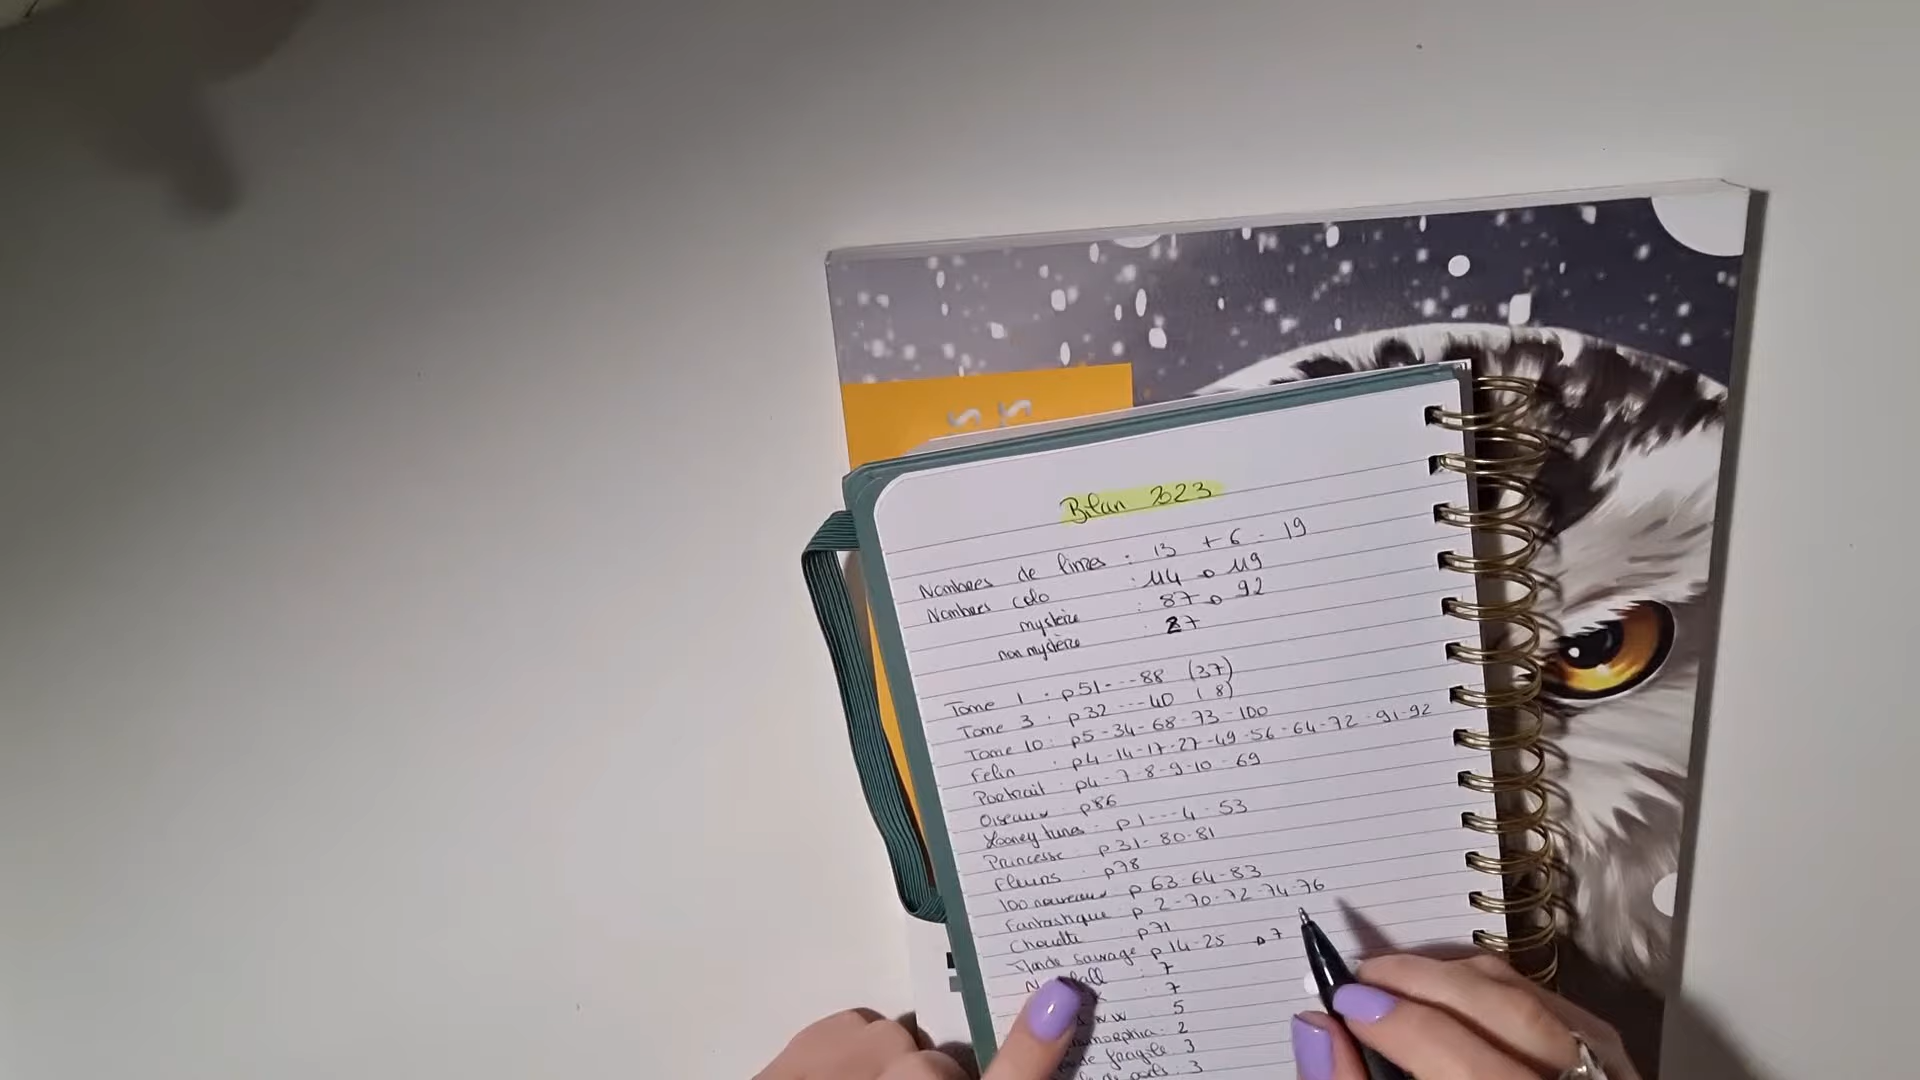 Bilan 2023
Nombres de livres : 13 + 6 = 19
Nombres colo : 114 → 119
mystère : 87 → 92
non mystère : 27
Tome 1 : p51---88 (37)
Tome 3 : p32---40 (8)
Tome 10 : p5-34-68-73-100
Felin : p4-14-17-27-49-56-64-72-91-92
Portrait : p4-7-8-9-10-69
Oiseaux : p86
Looney tunes : p1---4-53
Princesse : p31-80-81
Fleurs : p78
100 nouveaux p63-64-83
Fantastique : p2-70-72-74-76
Chouette : p71
Monde sauvage p14-25 → 7
: 7
: 7
5
: 2
fragile 3
: 3